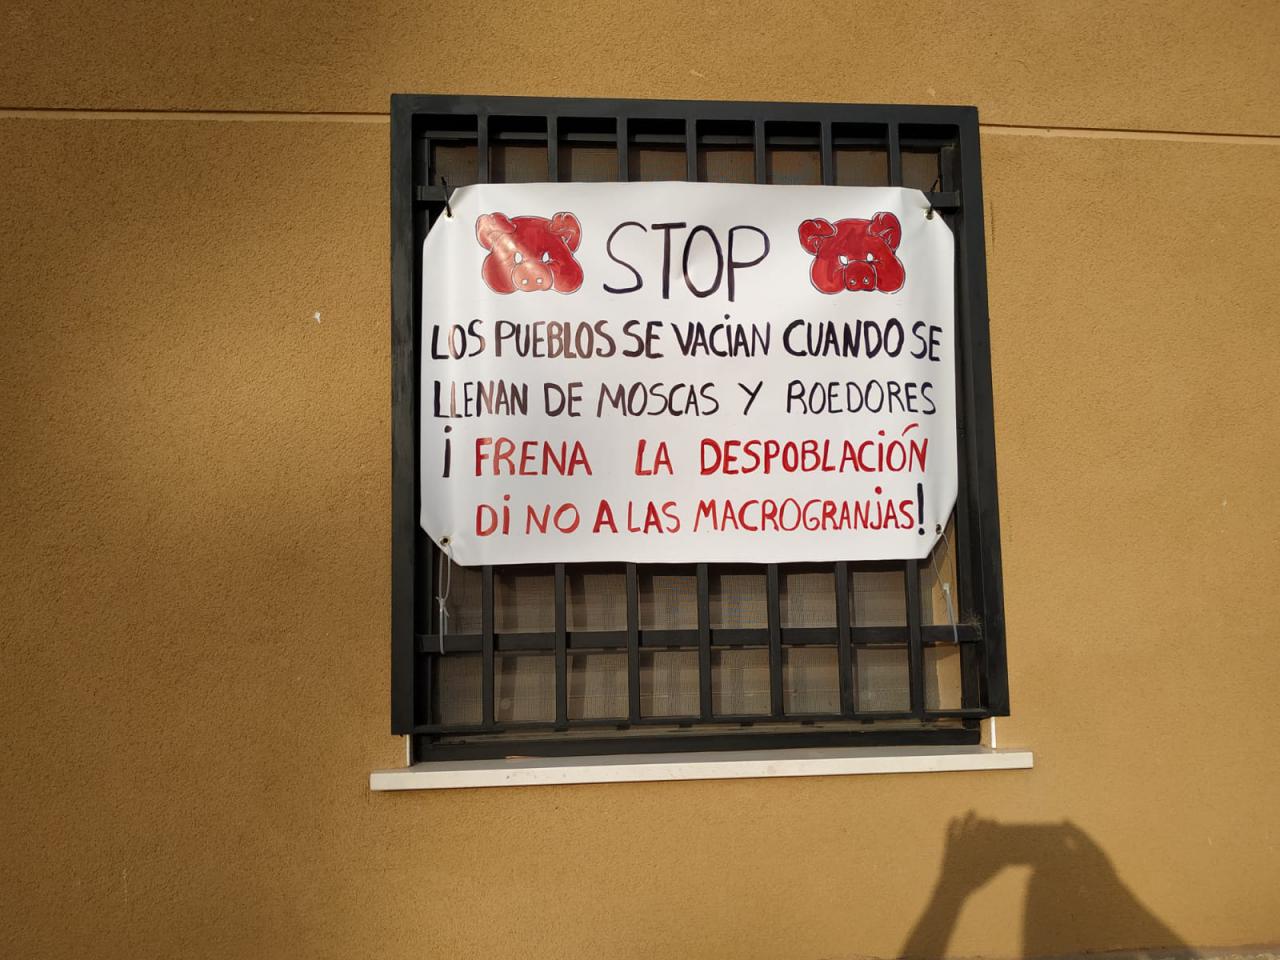 STOP
LOS PUEBLOS SE VACIAN CUANDO SE
LLENAN DE MOSCAS Y ROEDORES
¡FRENA LA DESPOBLACIÓN
DI NO A LAS MACROGRANJAS!